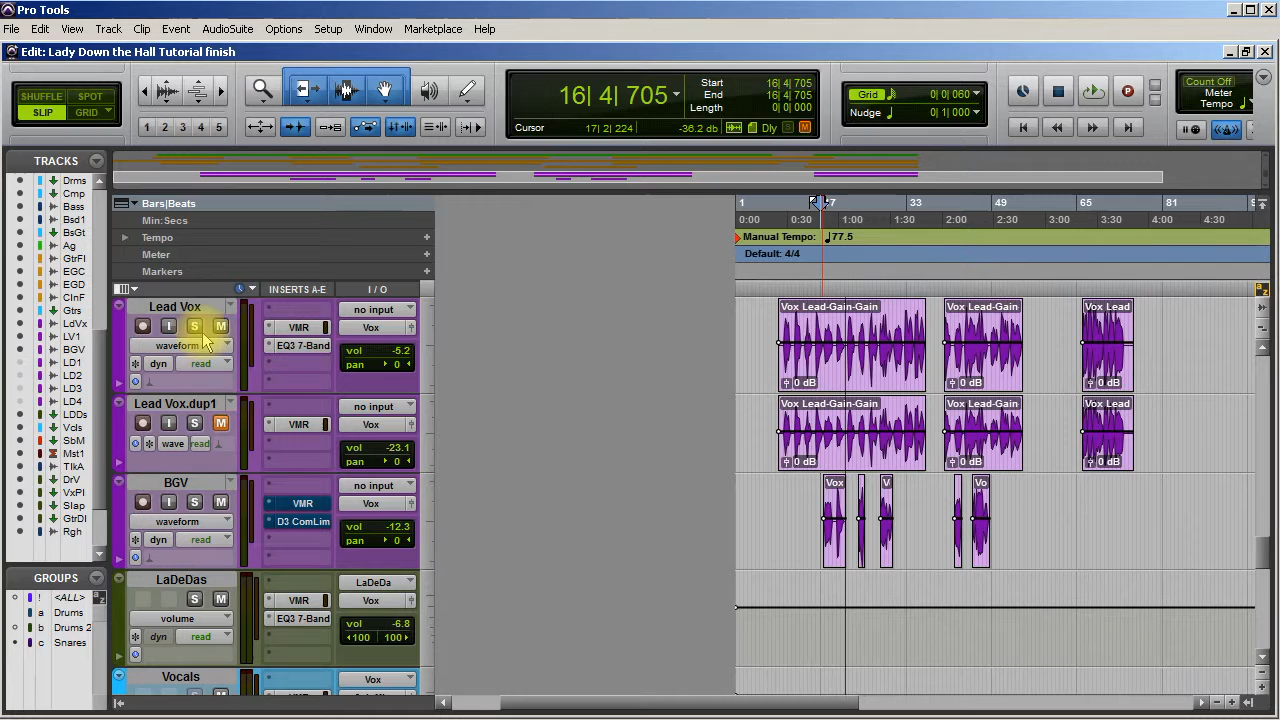 Pro Tools
File Edit View Track Clip Event AudioSuite Options Setup Window Marketplace Help
Edit: Lady Down the Hall Tutorial finish
SHUFFLE SPOT
SLIP GRID
1 2 3 4 5
16| 4| 705
Start 16| 4| 705
End 16| 4| 705
Length 0| 0| 000
Cursor 17| 2| 224 -36.2 db Dly S M
Grid 0| 0| 060
Nudge 0| 1| 000
Count Off
Meter
Tempo
TRACKS
Drms
Cmp
Bass
Bsd1
BsGt
Ag
GtrFl
EGC
EGD
ClnF
Gtrs
LdVx
LV1
BGV
LD1
LD2
LD3
LD4
LDDs
Vcls
SbM
Mst1
TlkA
DrV
VxPl
Slap
GtrDl
Rgh
GROUPS
! <ALL>
a Drums
b Drums 2
c Snares
Bars|Beats
Min:Secs
Tempo
Meter
Markers
1 33 49 65 81
0:00 0:30 1:00 1:30 2:00 2:30 3:00 3:30 4:00 4:30
Manual Tempo: 77.5
Default: 4/4
INSERTS A-E I / O
Lead Vox
I S M
waveform
dyn read
VMR
EQ3 7-Band
no input
Vox
vol -5.2
pan 0
Vox Lead-Gain-Gain Vox Lead-Gain Vox Lead
0 dB 0 dB 0 dB
Lead Vox.dup1
I S M
wave read
VMR
no input
Vox
vol -23.1
pan 0
Vox Lead-Gain-Gain Vox Lead-Gain Vox Lead
0 dB 0 dB 0 dB
BGV
I S M
waveform
dyn read
VMR
D3 ComLim
no input
Vox
vol -12.3
pan 0
Vox V Vo
LaDeDas
S M
volume
dyn read
VMR
EQ3 7-Band
LaDeDa
Vox
vol -6.8
100 100
Vocals
Vox